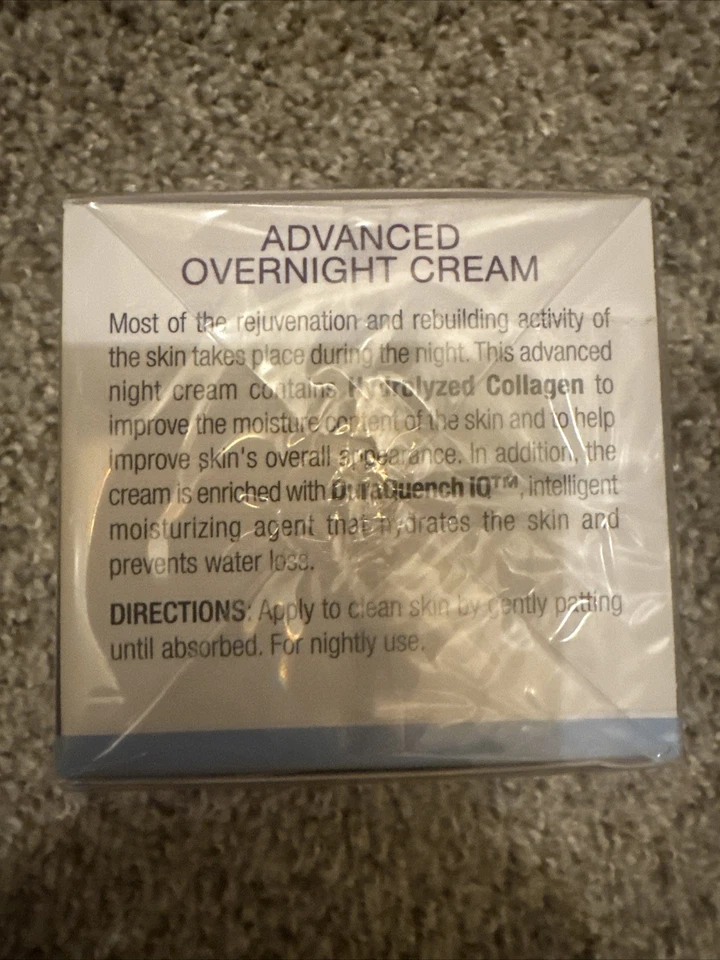 ADVANCED
OVERNIGHT CREAM
Most of the rejuvenation and rebuilding activity of
the skin takes place during the night. This advanced
night cream contains Hydrolyzed Collagen to
improve the moisture content of the skin and to help
improve skin's overall appearance. In addition, the
cream is enriched with DuraQuench IQ™, intelligent
moisturizing agent that hydrates the skin and
prevents water loss.
DIRECTIONS: Apply to clean skin by gently patting
until absorbed. For nightly use.